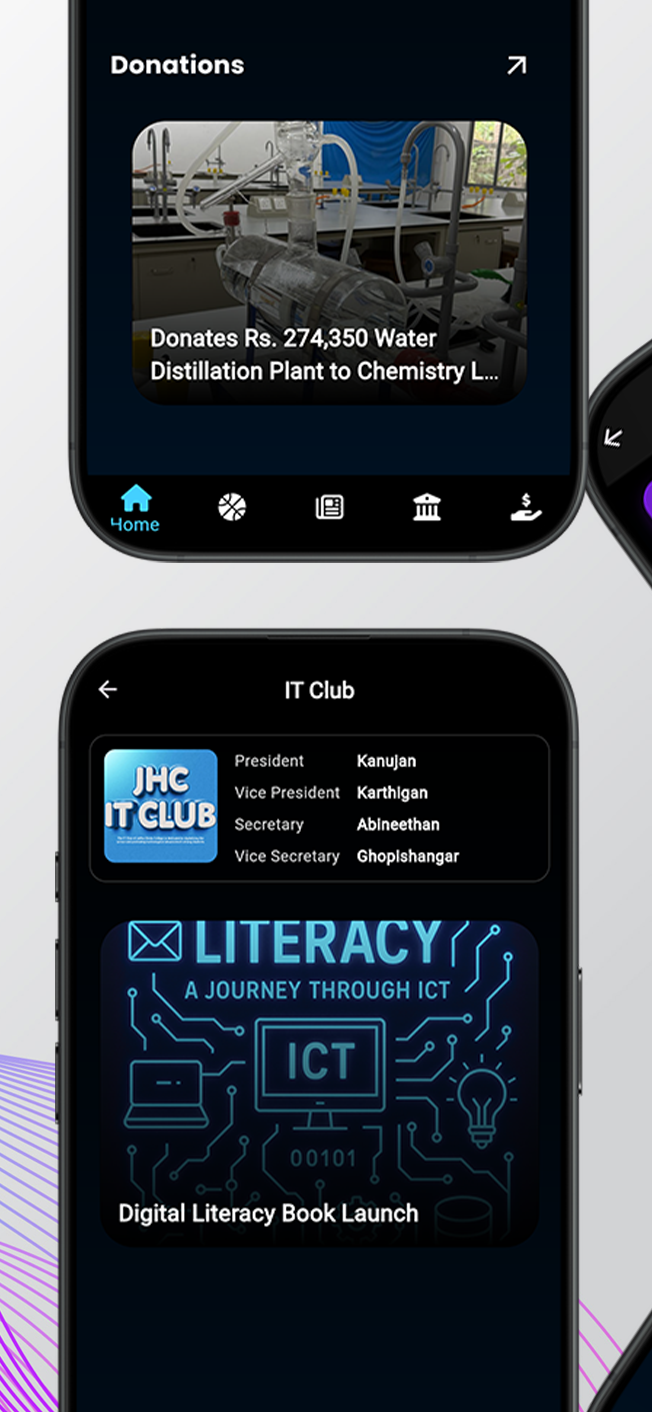 Donations
Donates Rs. 274,350 Water
Distillation Plant to Chemistry L...
Home
IT Club
JHC
IT CLUB
President Kanujan
Vice President Karthigan
Secretary Abineethan
Vice Secretary Ghopishangar
LITERACY
A JOURNEY THROUGH ICT
ICT
00101
Digital Literacy Book Launch